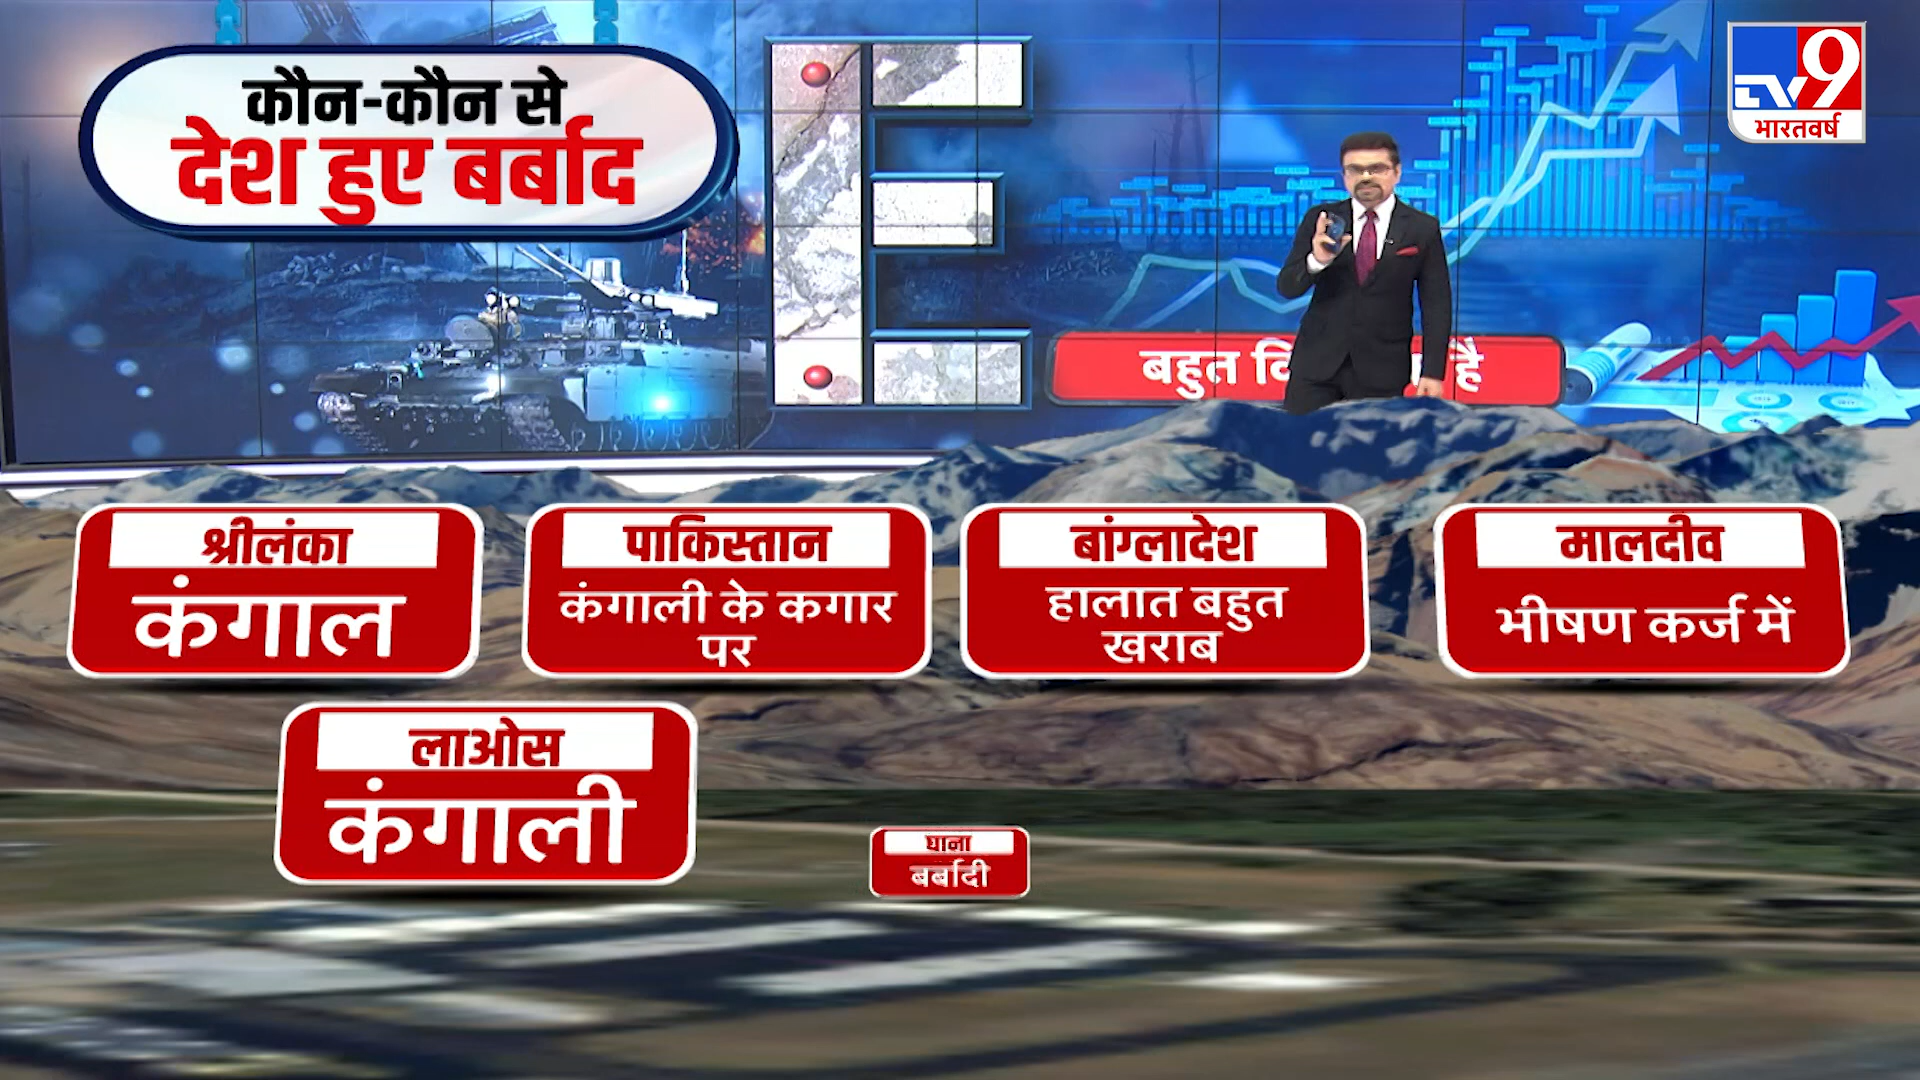 कौन-कौन से
देश हुए बर्बाद
E
TV9
भारतवर्ष
बहुत
है
श्रीलंका
कंगाल
पाकिस्तान
कंगाली के कगार
पर
बांग्लादेश
हालात बहुत
खराब
मालदीव
भीषण कर्ज में
लाओस
कंगाली
घाना
बर्बादी